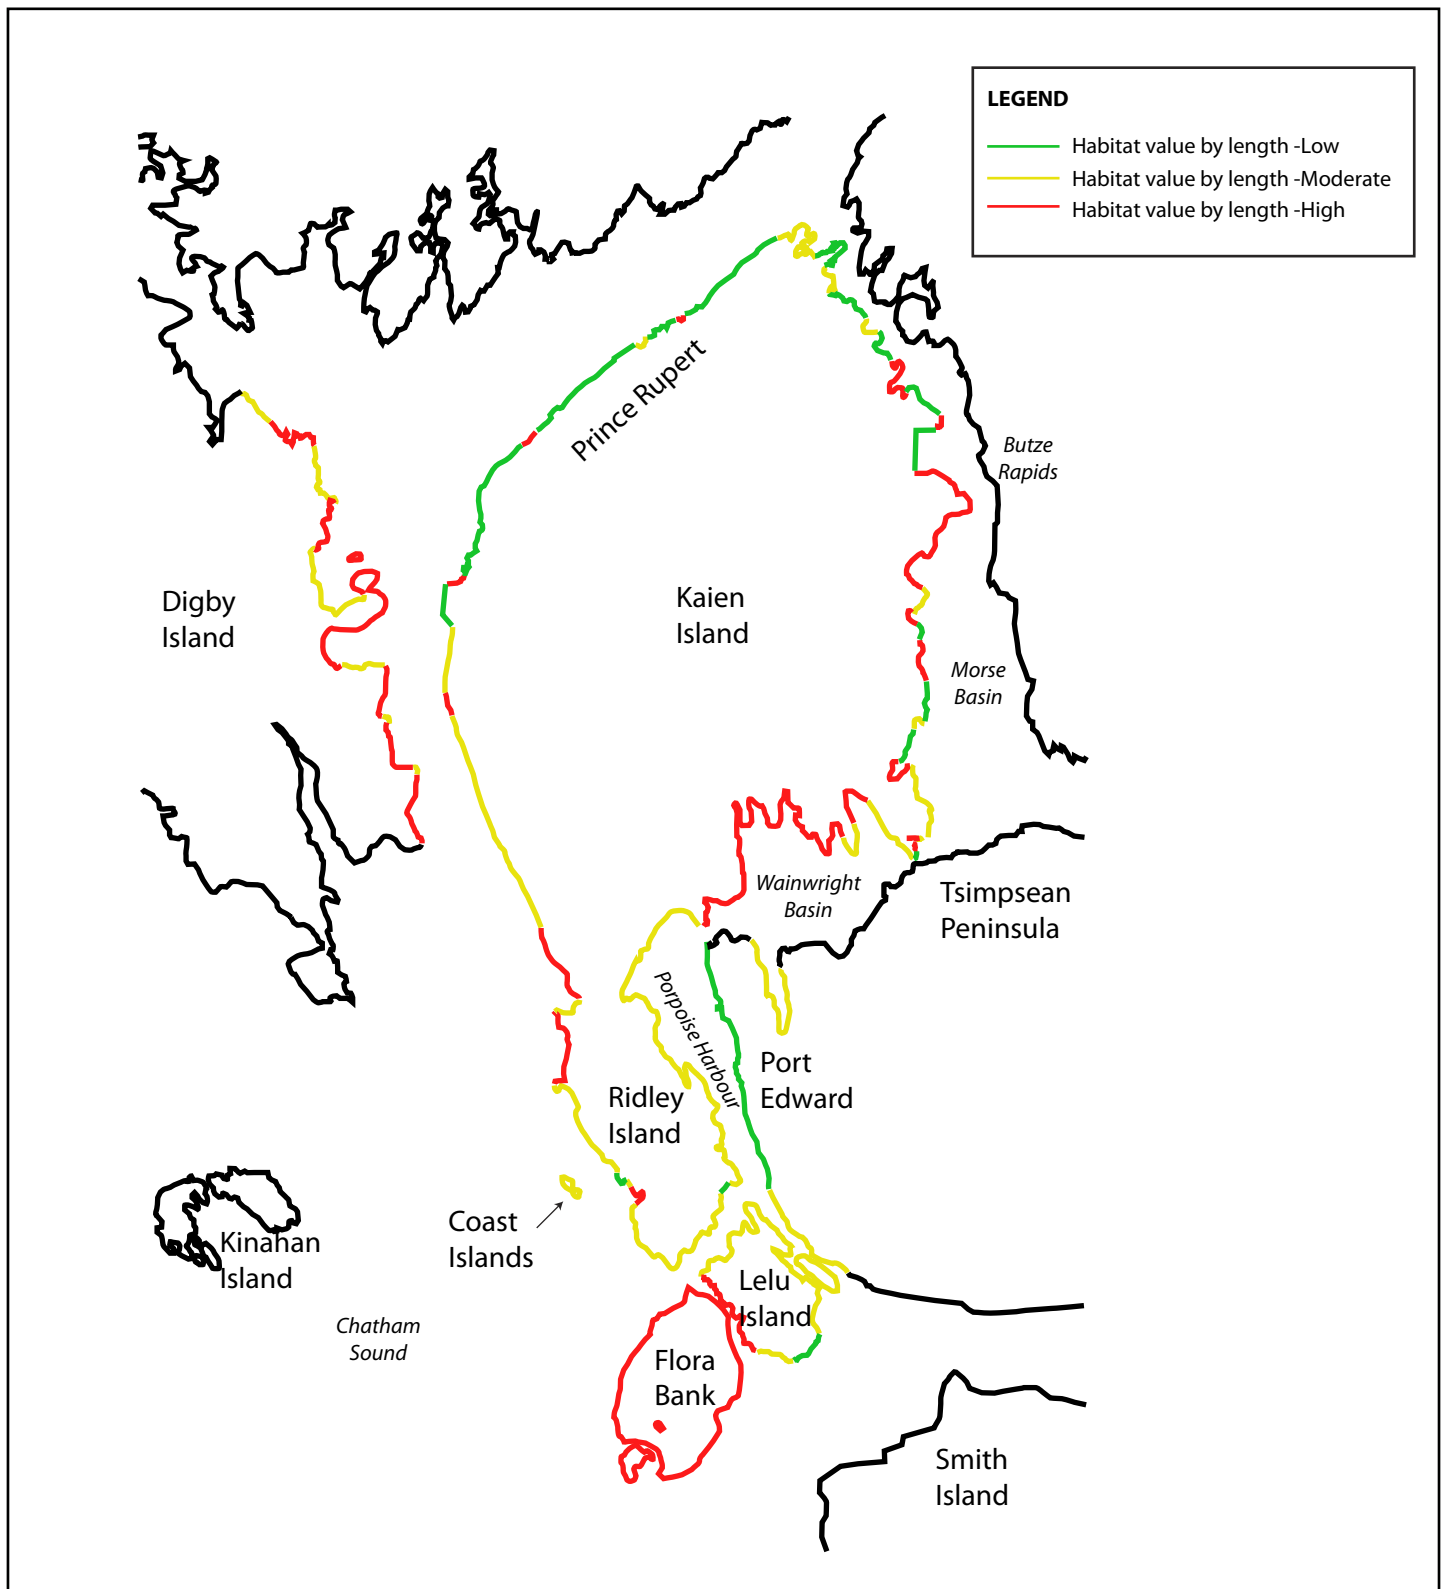 LEGEND
Habitat value by length -Low
Habitat value by length -Moderate
Habitat value by length -High
Prince Rupert
Butze
Rapids
Digby
Island
Kaien
Island
Morse
Basin
Wainwright
Basin
Tsimpsean
Peninsula
Porpoise Harbour
Port
Edward
Ridley
Island
Coast
Islands
Kinahan
Island
Lelu
Island
Chatham
Sound
Flora
Bank
Smith
Island